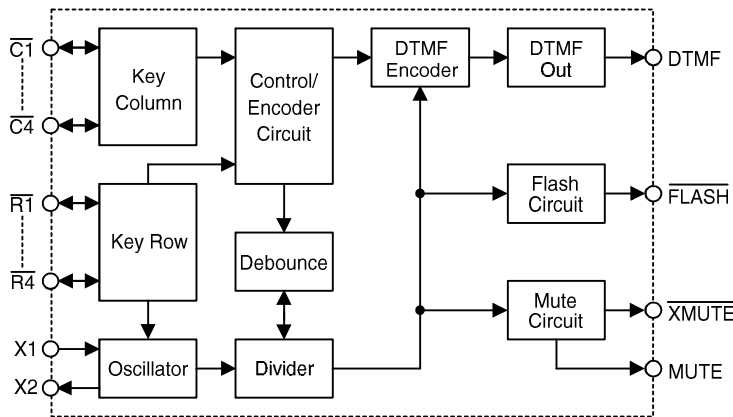 C1
C4
R1
R4
X1
X2
Key
Column
Key Row
Oscillator
Control/
Encoder
Circuit
Debounce
Divider
DTMF
Encoder
DTMF
Out
Flash
Circuit
Mute
Circuit
DTMF
FLASH
XMUTE
MUTE